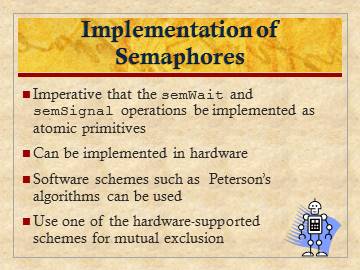 Implementation of
Semaphores
Imperative that the semWait and
semSignal operations be implemented as
atomic primitives
Can be implemented in hardware
Software schemes such as Peterson's
algorithms can be used
Use one of the hardware-supported
schemes for mutual exclusion